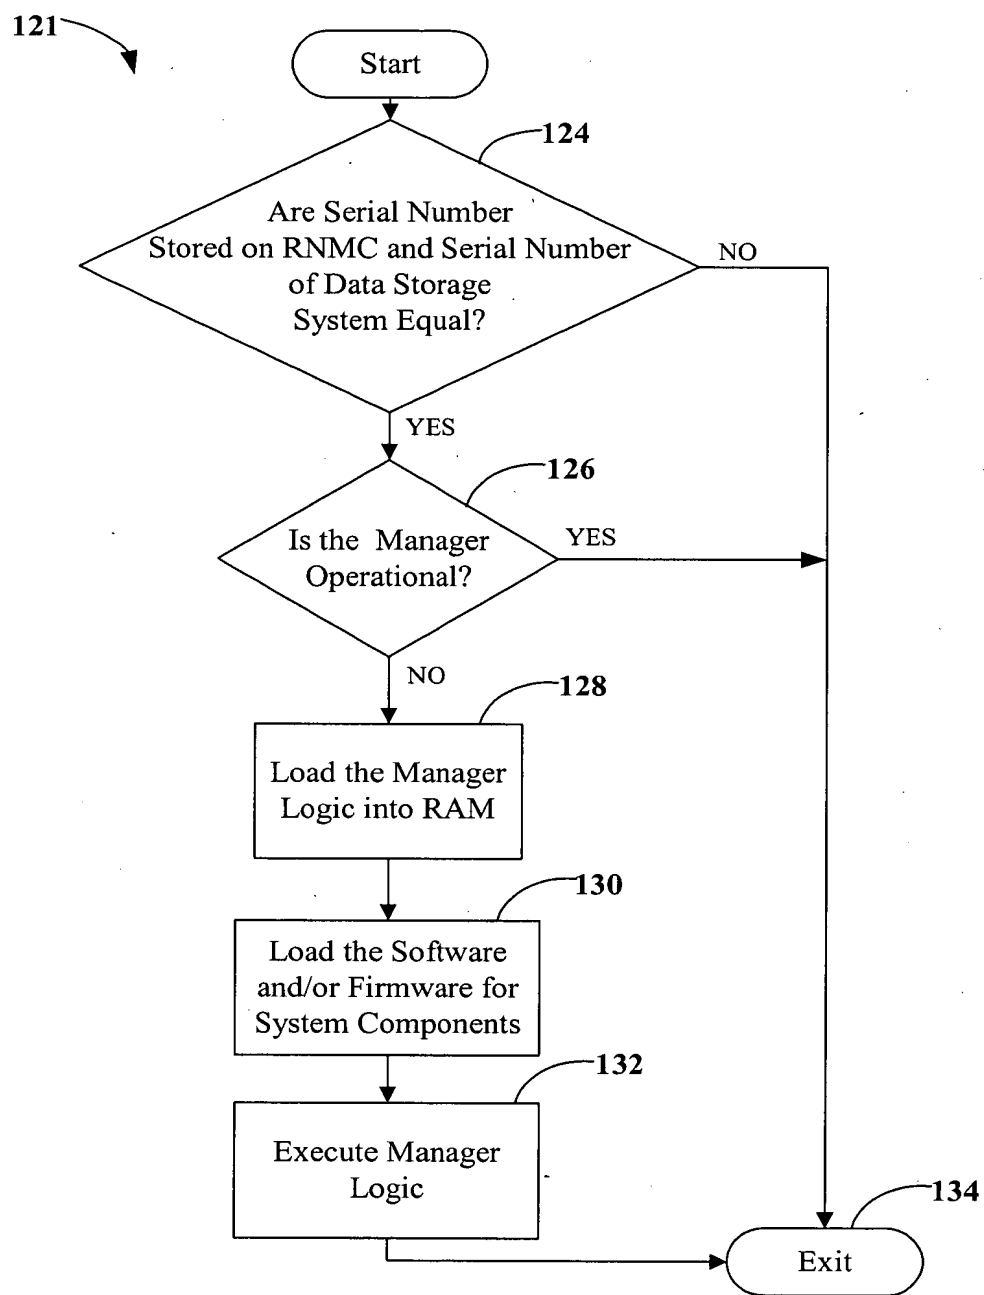 121
Start
124
Are Serial Number
Stored on RNMC and Serial Number
of Data Storage
System Equal?
NO
YES
126
Is the Manager
Operational?
YES
NO
128
Load the Manager
Logic into RAM
130
Load the Software
and/or Firmware for
System Components
132
Execute Manager
Logic
134
Exit